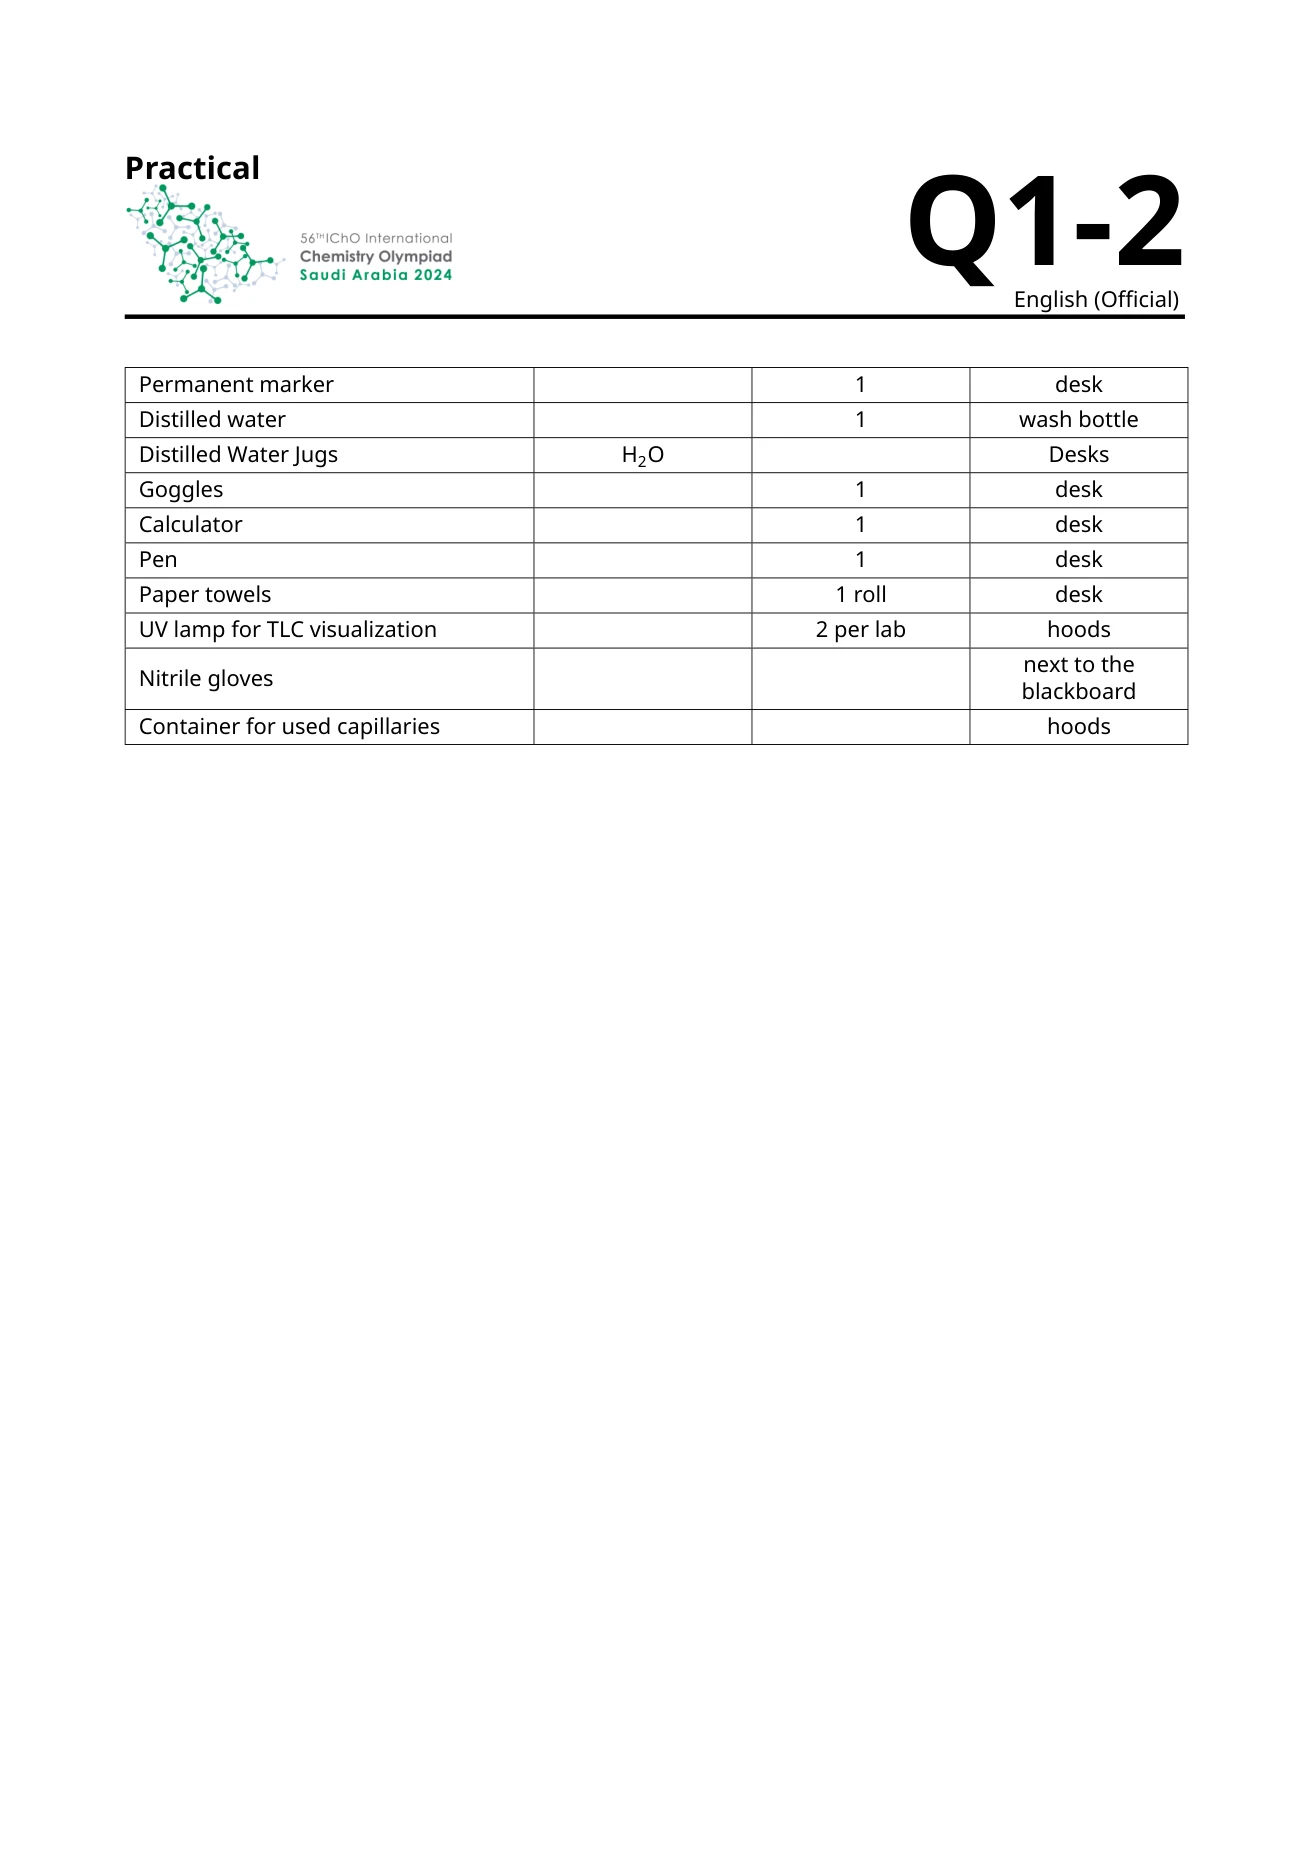 Practical
56ᵀᴴIChO International
Chemistry Olympiad
Saudi Arabia 2024
Q1-2
English (Official)
Permanent marker 1 desk
Distilled water 1 wash bottle
Distilled Water Jugs H₂O Desks
Goggles 1 desk
Calculator 1 desk
Pen 1 desk
Paper towels 1 roll desk
UV lamp for TLC visualization 2 per lab hoods
Nitrile gloves next to the
blackboard
Container for used capillaries hoods